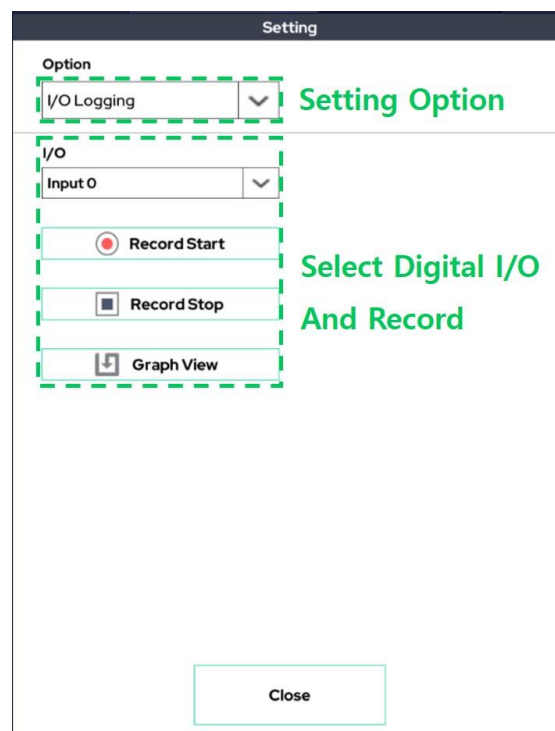 Setting
Option
I/O Logging
Setting Option
I/O
Input 0
Record Start
Select Digital I/O
Record Stop
And Record
Graph View
Close